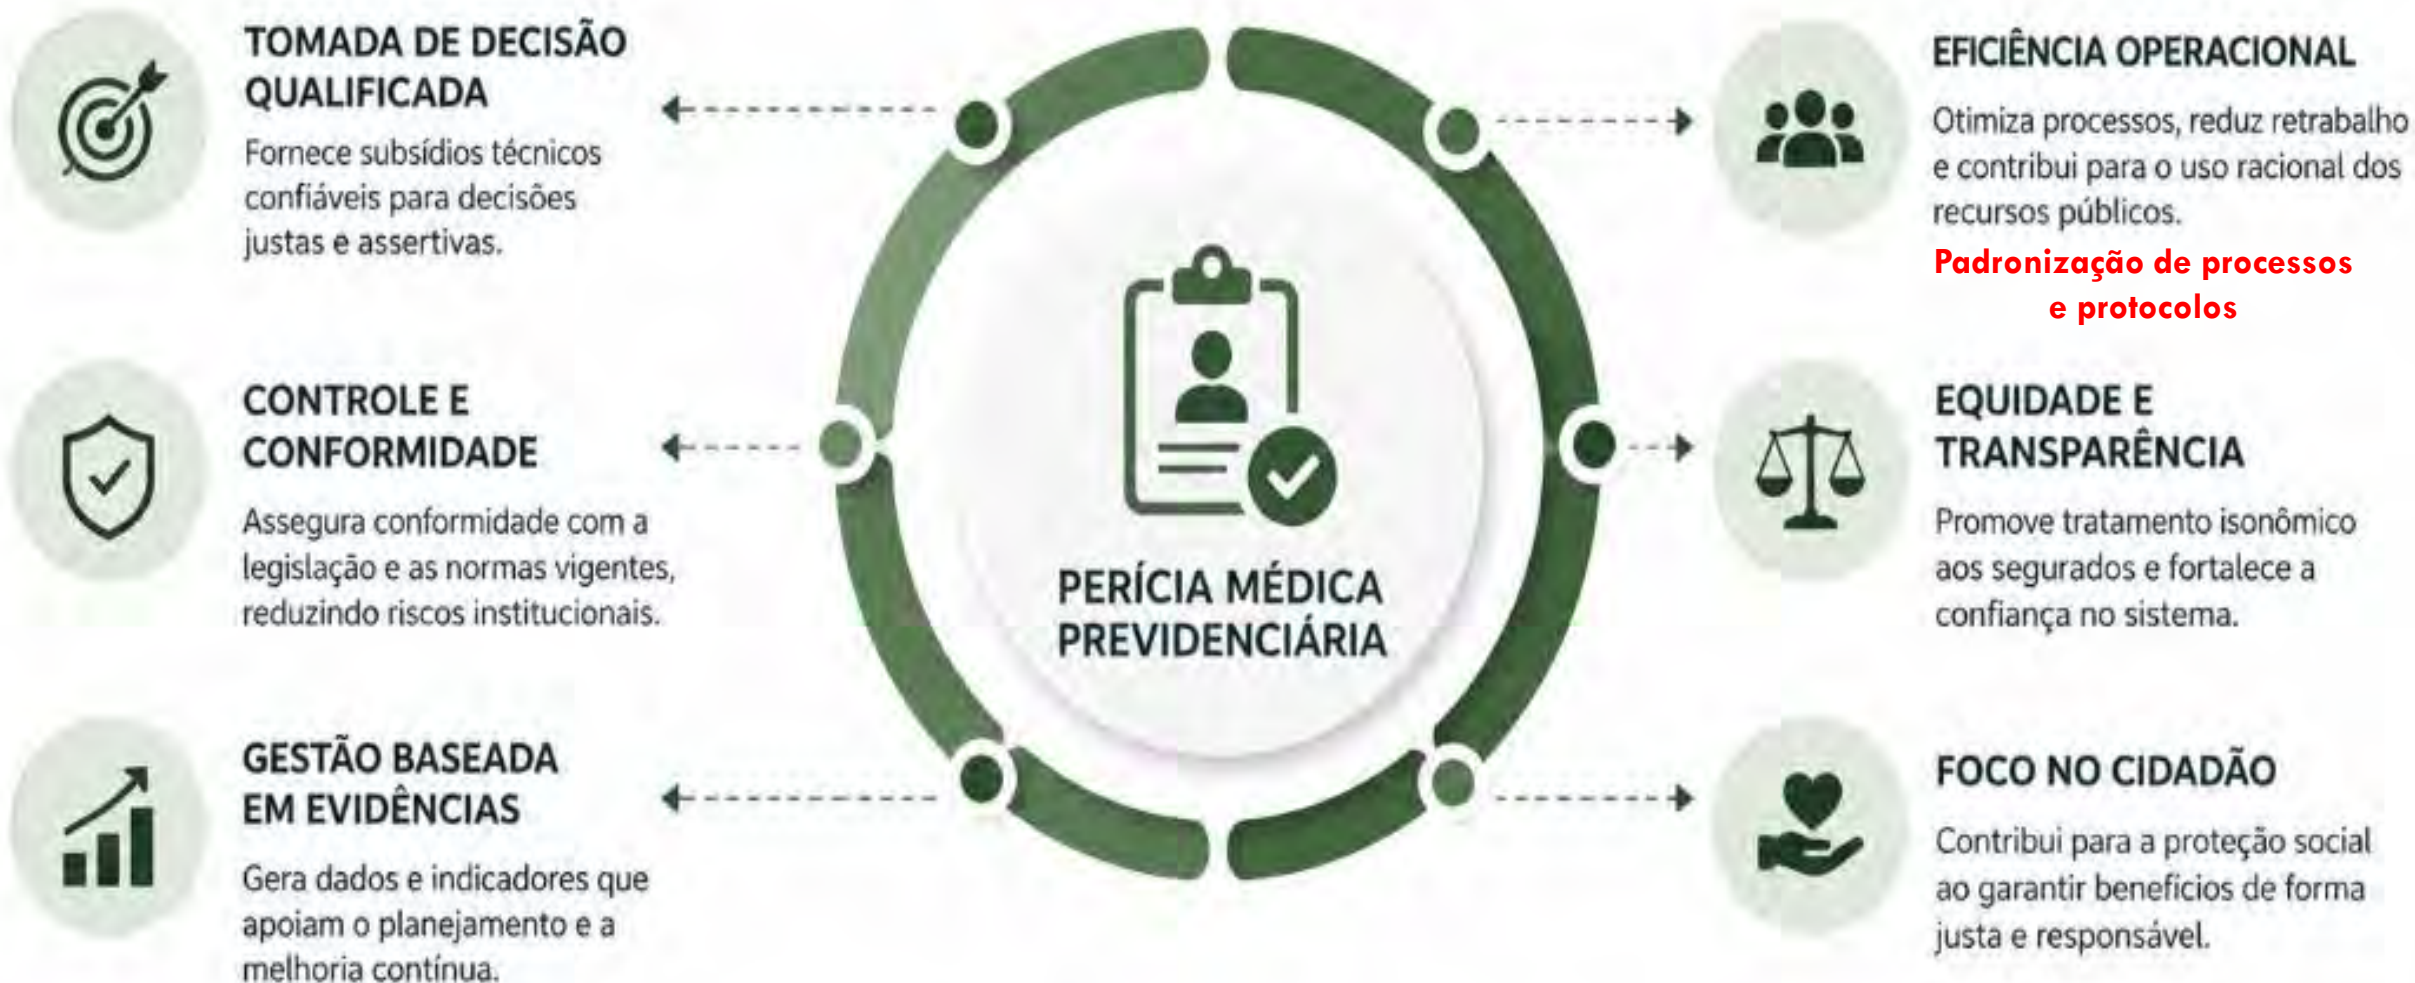 TOMADA DE DECISÃO
QUALIFICADA
Fornece subsídios técnicos
confiáveis para decisões
justas e assertivas.
CONTROLE E
CONFORMIDADE
Assegura conformidade com a
legislação e as normas vigentes,
reduzindo riscos institucionais.
GESTÃO BASEADA
EM EVIDÊNCIAS
Gera dados e indicadores que
apoiam o planejamento e a
melhoria contínua.
PERÍCIA MÉDICA
PREVIDENCIÁRIA
EFICIÊNCIA OPERACIONAL
Otimiza processos, reduz retrabalho
e contribui para o uso racional dos
recursos públicos.
Padronização de processos
e protocolos
EQUIDADE E
TRANSPARÊNCIA
Promove tratamento isonômico
aos segurados e fortalece a
confiança no sistema.
FOCO NO CIDADÃO
Contribui para a proteção social
ao garantir benefícios de forma
justa e responsável.